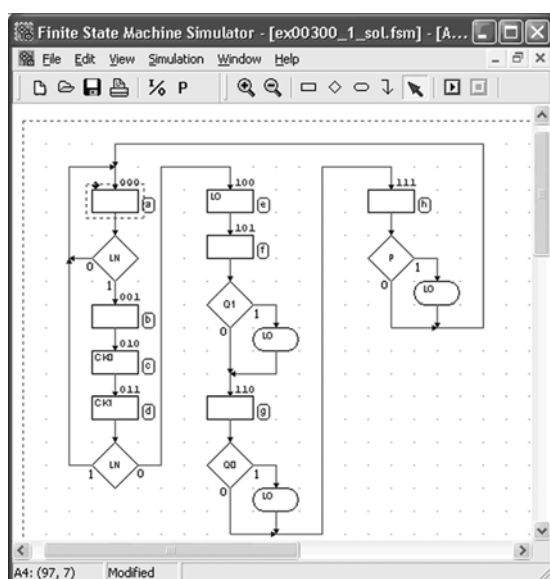 Finite State Machine Simulator - [ex00300_1_sol.fsm] - [A...
File Edit View Simulation Window Help
I/O P
000
a
LN
0
1
001
b
010
CK0
c
011
CK1
d
LN
1 0
100
LO
e
101
f
Q1
0 1
LO
110
g
Q0
0 1
LO
111
h
P
0 1
LO
A4: (97, 7) Modified